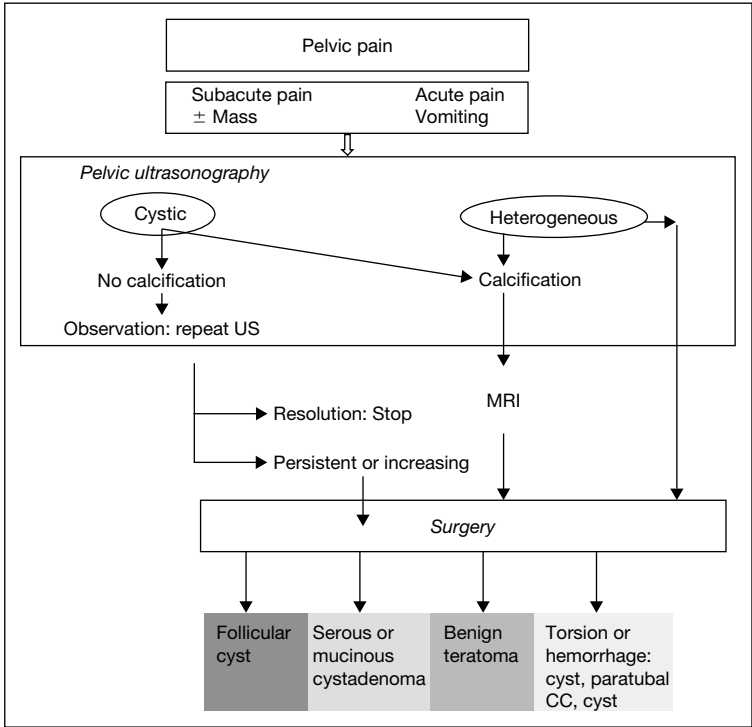 Pelvic pain
Subacute pain
± Mass
Acute pain
Vomiting
Pelvic ultrasonography
Cystic
Heterogeneous
No calcification
Calcification
Observation: repeat US
Resolution: Stop
MRI
Persistent or increasing
Surgery
Follicular
cyst
Serous or
mucinous
cystadenoma
Benign
teratoma
Torsion or
hemorrhage:
cyst, paratubal
CC, cyst